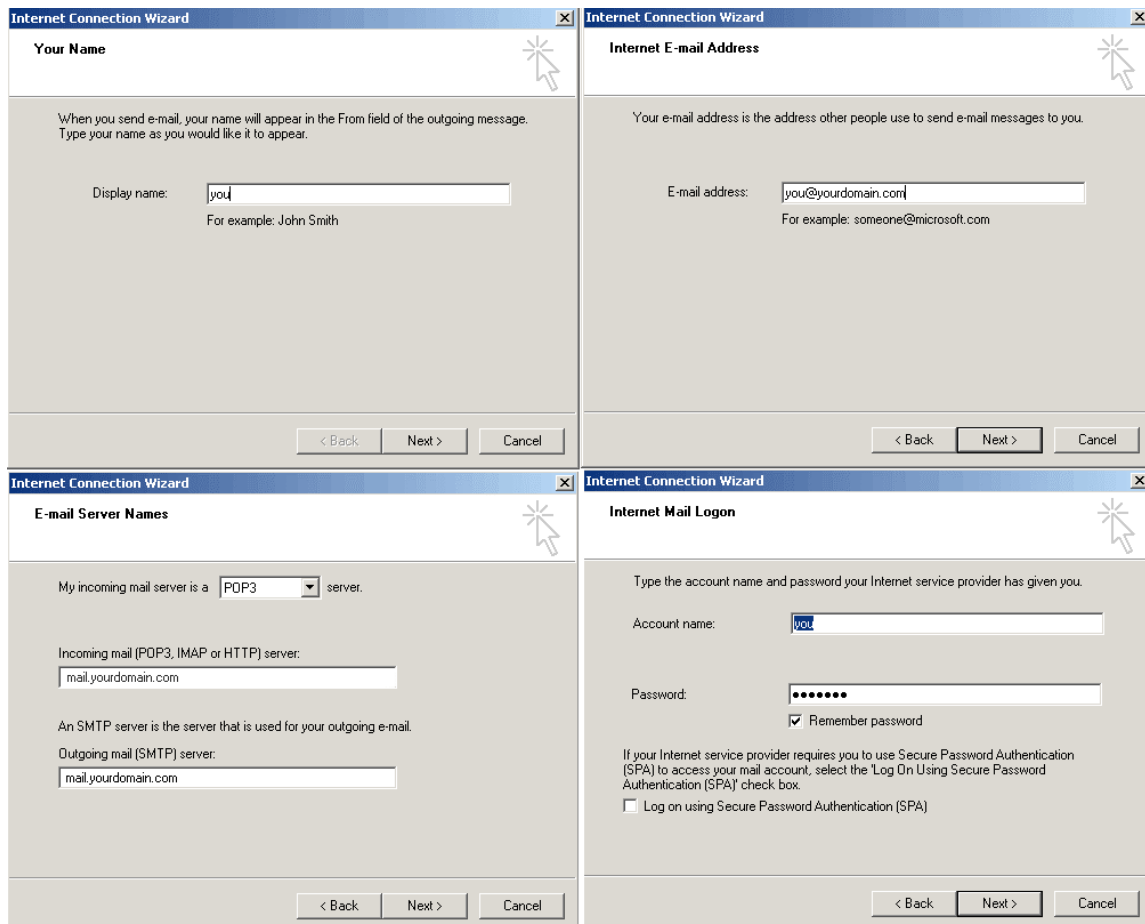 Internet Connection Wizard
Your Name
When you send e-mail, your name will appear in the From field of the outgoing message.
Type your name as you would like it to appear.
Display name: you
For example: John Smith
< Back Next > Cancel
Internet Connection Wizard
Internet E-mail Address
Your e-mail address is the address other people use to send e-mail messages to you.
E-mail address: you@yourdomain.com
For example: someone@microsoft.com
< Back Next > Cancel
Internet Connection Wizard
E-mail Server Names
My incoming mail server is a POP3 server.
Incoming mail (POP3, IMAP or HTTP) server:
mail.yourdomain.com
An SMTP server is the server that is used for your outgoing e-mail.
Outgoing mail (SMTP) server:
mail.yourdomain.com
< Back Next > Cancel
Internet Connection Wizard
Internet Mail Logon
Type the account name and password your Internet service provider has given you.
Account name: you
Password: •••••••
Remember password
If your Internet service provider requires you to use Secure Password Authentication
(SPA) to access your mail account, select the 'Log On Using Secure Password
Authentication (SPA)' check box.
Log on using Secure Password Authentication (SPA)
< Back Next > Cancel